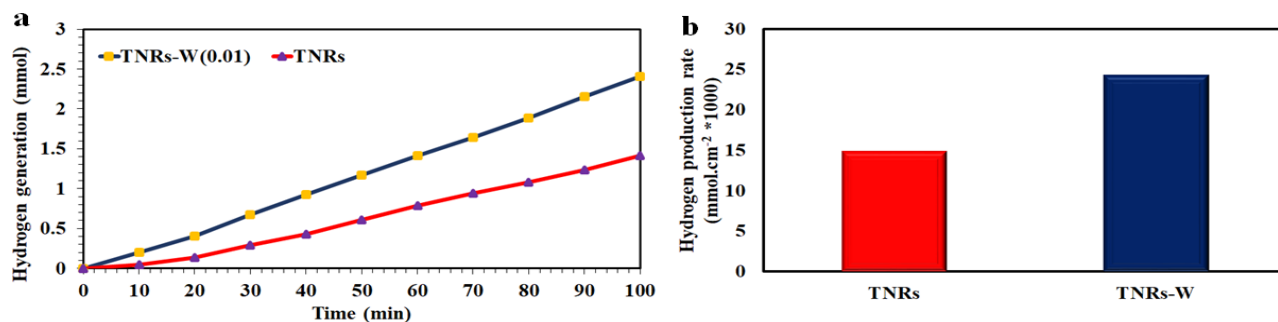 a
Hydrogen generation (mmol)
3
2.5
2
1.5
1
0.5
0
TNRs-W(0.01)
TNRs
0 10 20 30 40 50 60 70 80 90 100
Time (min)
b
Hydrogen production rate
(mmol.cm-2 *1000)
30
25
20
15
10
5
0
TNRs TNRs-W